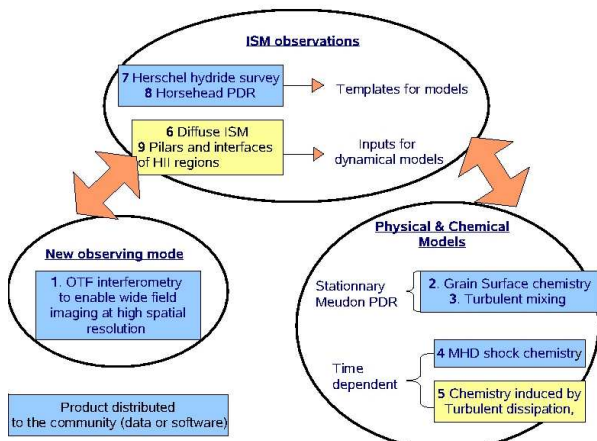 ISM observations
7 Herschel hydride survey
8 Horsehead PDR
Templates for models
6 Diffuse ISM
9 Pilars and interfaces
of HII regions
Inputs for
dynamical models
New observing mode
1. OTF interferometry
to enable wide field
imaging at high spatial
resolution
Physical & Chemical
Models
Stationnary
Meudon PDR
2. Grain Surface chemistry
3. Turbulent mixing
Time
dependent
4 MHD shock chemistry
5 Chemistry induced by
Turbulent dissipation,
Product distributed
to the community (data or software)